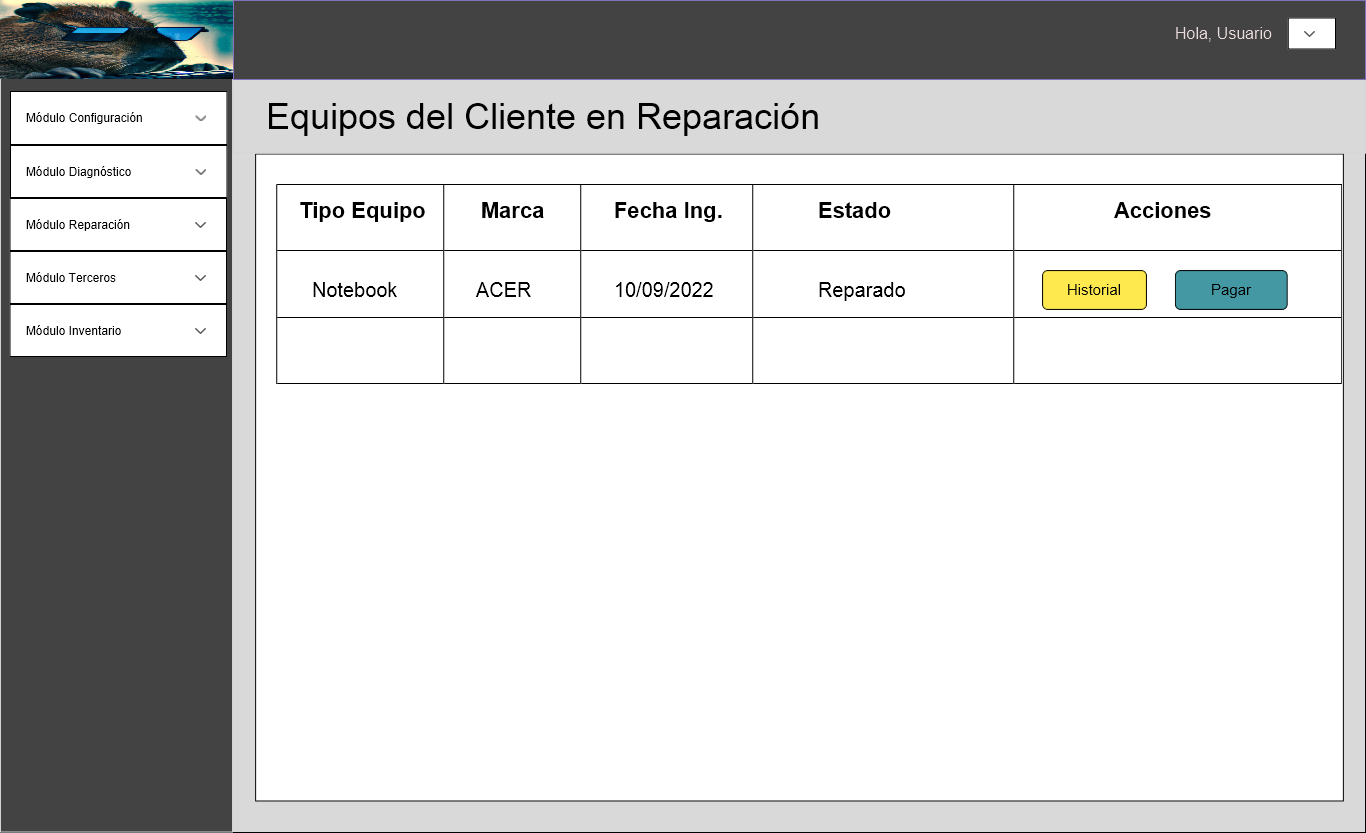 Hola, Usuario
Módulo Configuración
Módulo Diagnóstico
Módulo Reparación
Módulo Terceros
Módulo Inventario
Equipos del Cliente en Reparación
Tipo Equipo Marca Fecha Ing. Estado Acciones
Notebook ACER 10/09/2022 Reparado Historial Pagar